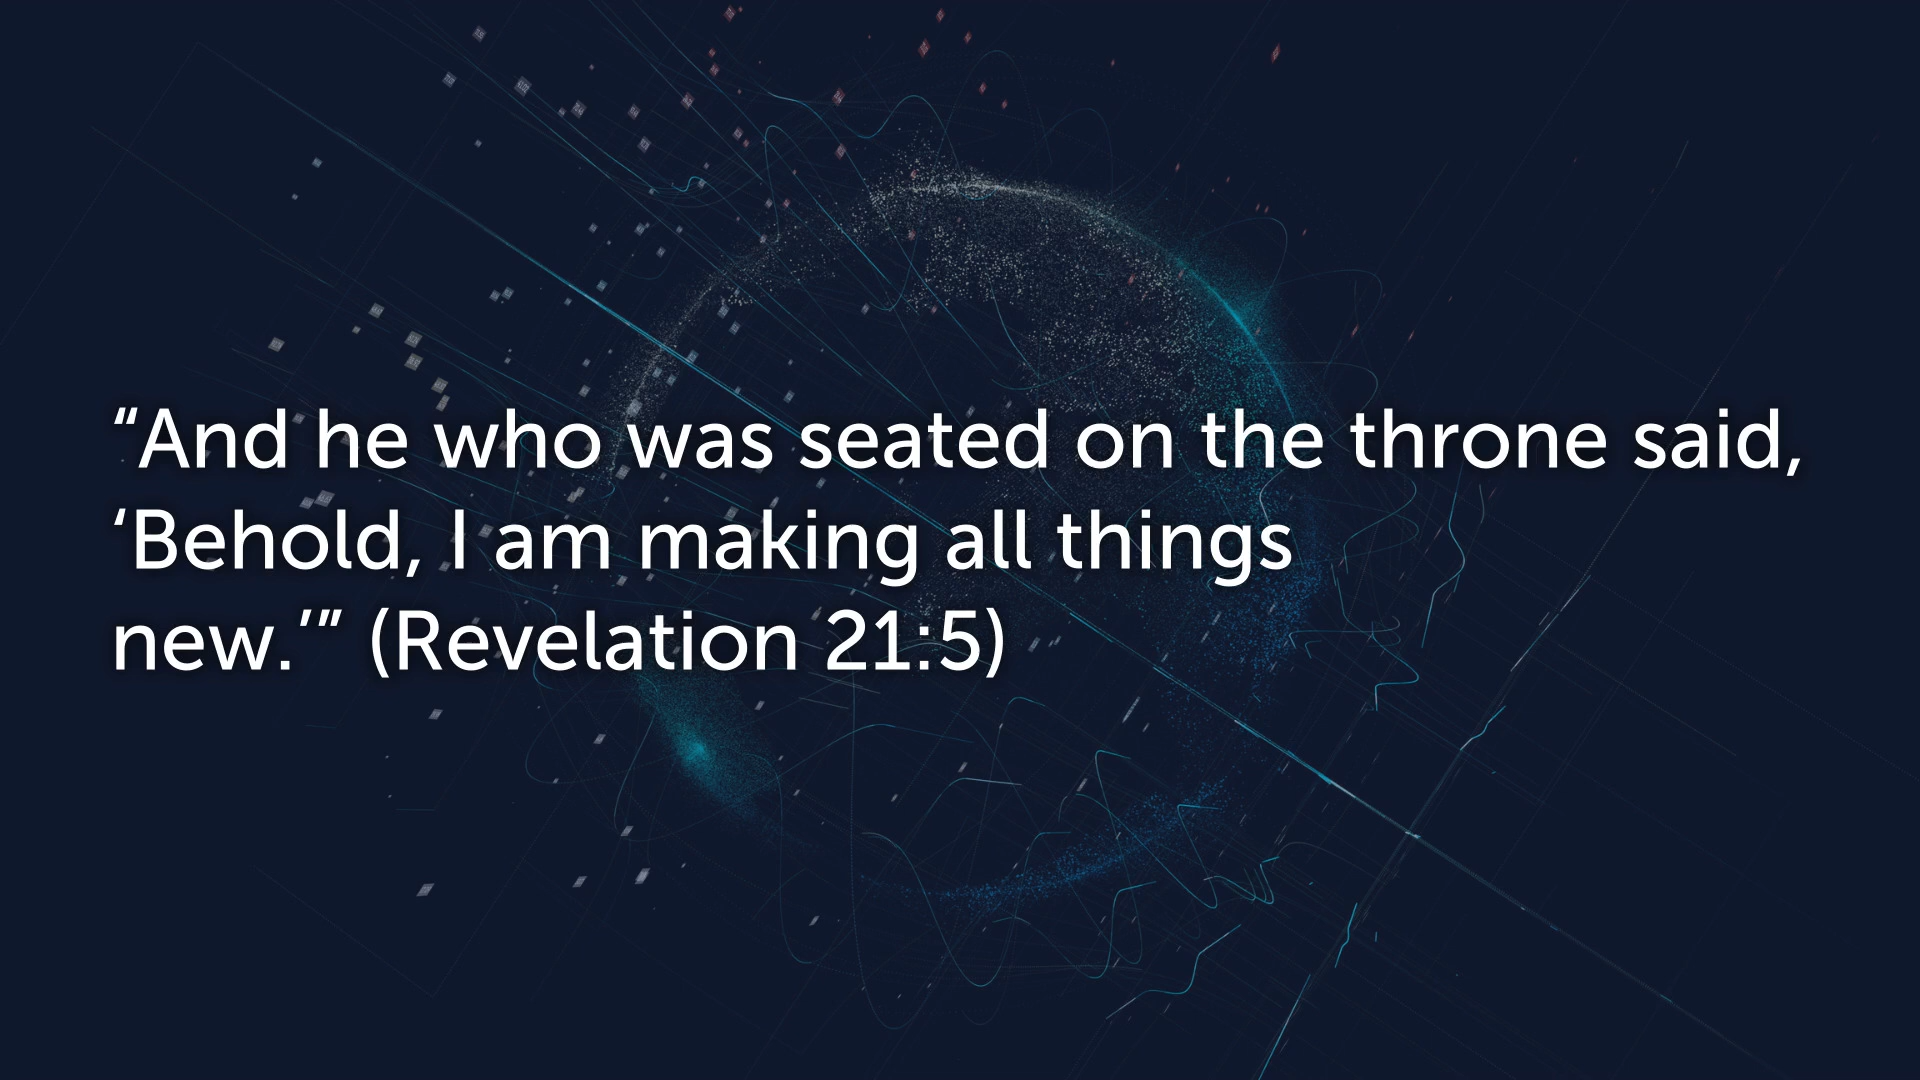 “And he who was seated on the throne said,
‘Behold, I am making all things
new.’” (Revelation 21:5)